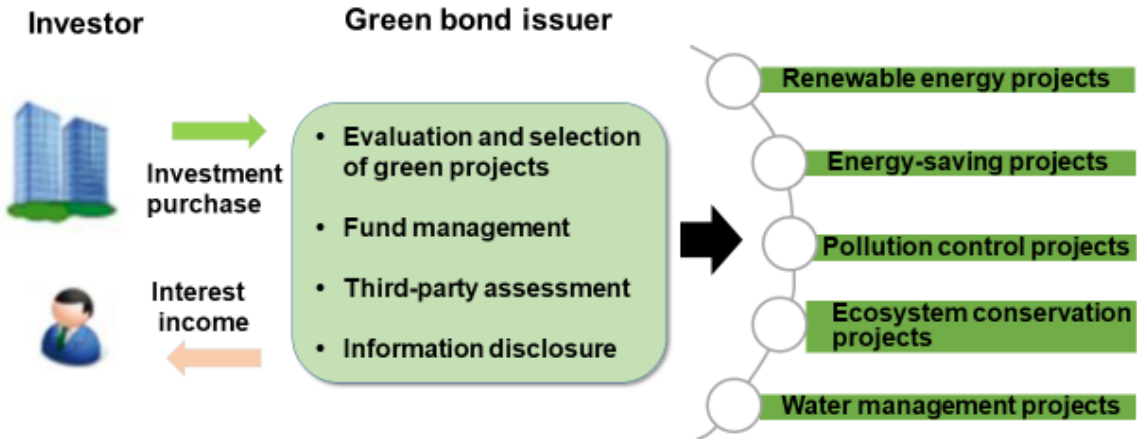 Investor
Green bond issuer
Investment
purchase
Interest
income
• Evaluation and selection
of green projects
• Fund management
• Third-party assessment
• Information disclosure
Renewable energy projects
Energy-saving projects
Pollution control projects
Ecosystem conservation
projects
Water management projects